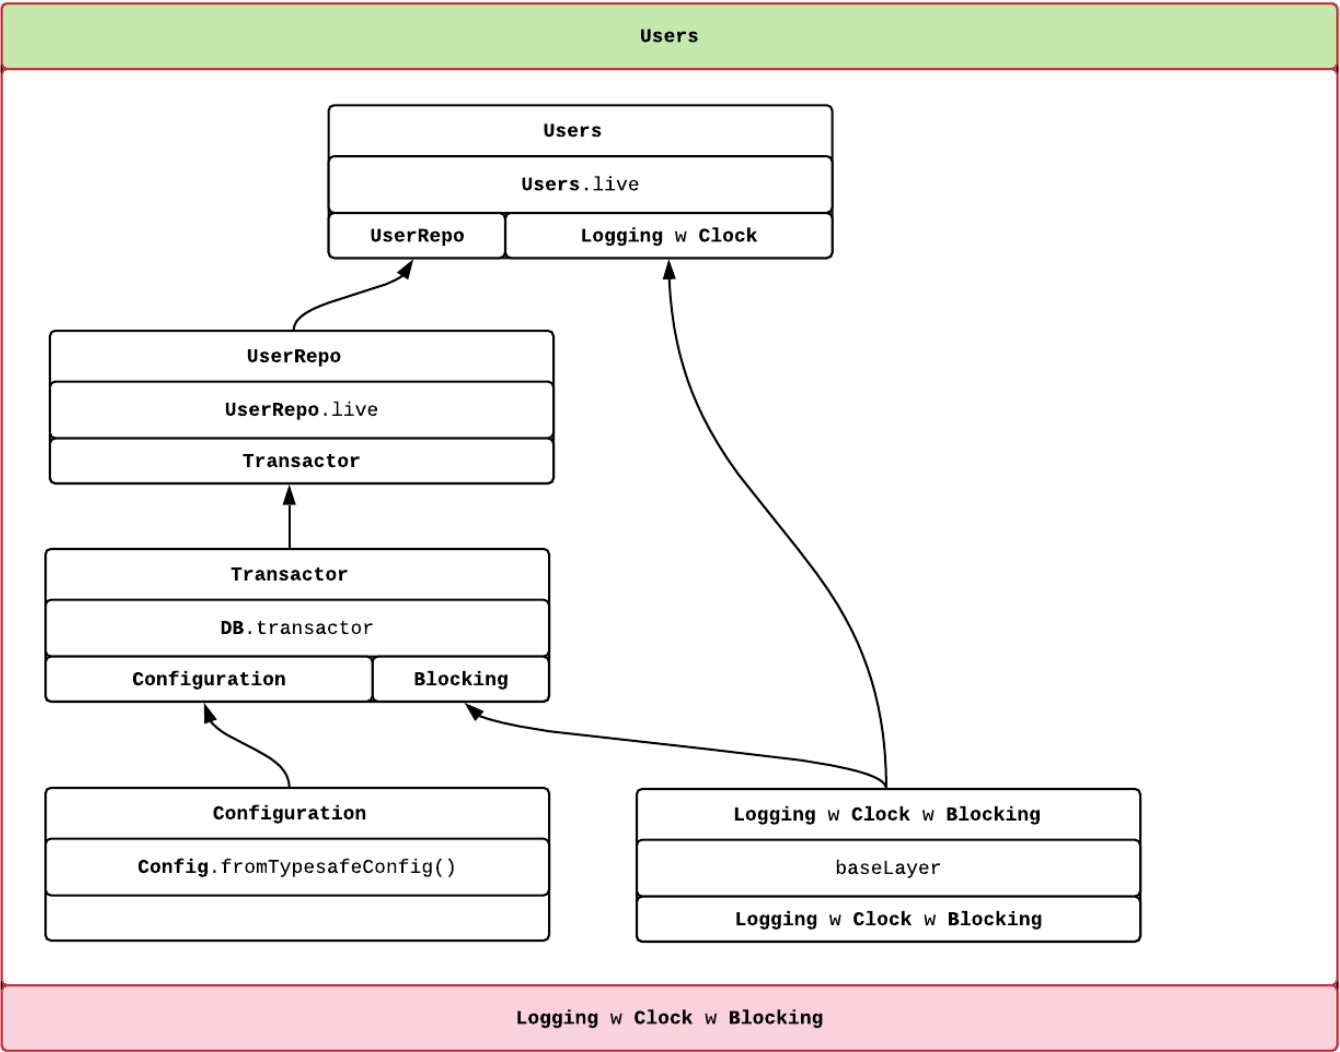 Users
Users
Users.live
UserRepo
Logging w Clock
UserRepo
UserRepo.live
Transactor
Transactor
DB.transactor
Configuration
Blocking
Configuration
Config.fromTypesafeConfig()
Logging w Clock w Blocking
baseLayer
Logging w Clock w Blocking
Logging w Clock w Blocking